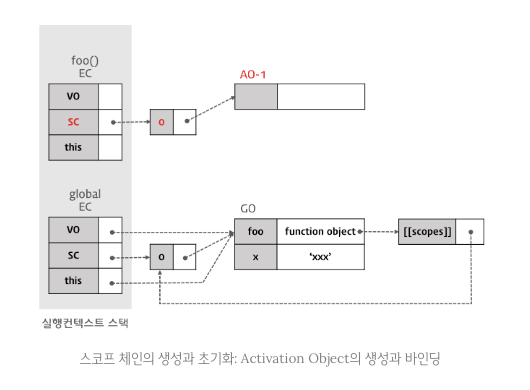 foo()
EC
VO
SC
this
0
AO-1
global
EC
VO
SC
this
0
GO
foo function object
x ‘xxx’
[[scopes]]
실행컨텍스트 스택
스코프 체인의 생성과 초기화: Activation Object의 생성과 바인딩